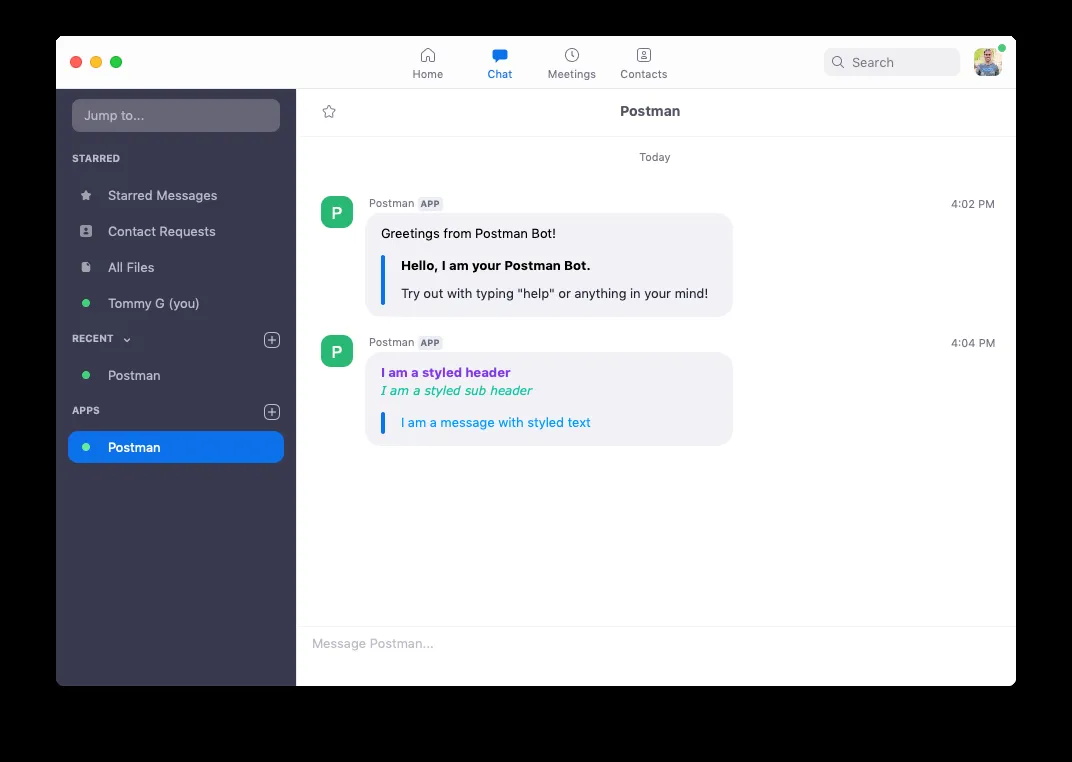 Home
Chat
Meetings
Contacts
Search
Jump to...
STARRED
Starred Messages
Contact Requests
All Files
Tommy G (you)
RECENT
Postman
APPS
Postman
Postman
Today
P
Postman APP
4:02 PM
Greetings from Postman Bot!
Hello, I am your Postman Bot.
Try out with typing "help" or anything in your mind!
P
Postman APP
4:04 PM
I am a styled header
I am a styled sub header
I am a message with styled text
Message Postman...